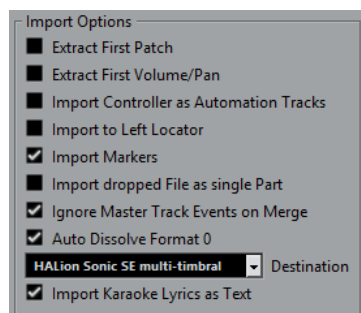 Import Options
Extract First Patch
Extract First Volume/Pan
Import Controller as Automation Tracks
Import to Left Locator
Import Markers
Import dropped File as single Part
Ignore Master Track Events on Merge
Auto Dissolve Format 0
HALion Sonic SE multi-timbral Destination
Import Karaoke Lyrics as Text